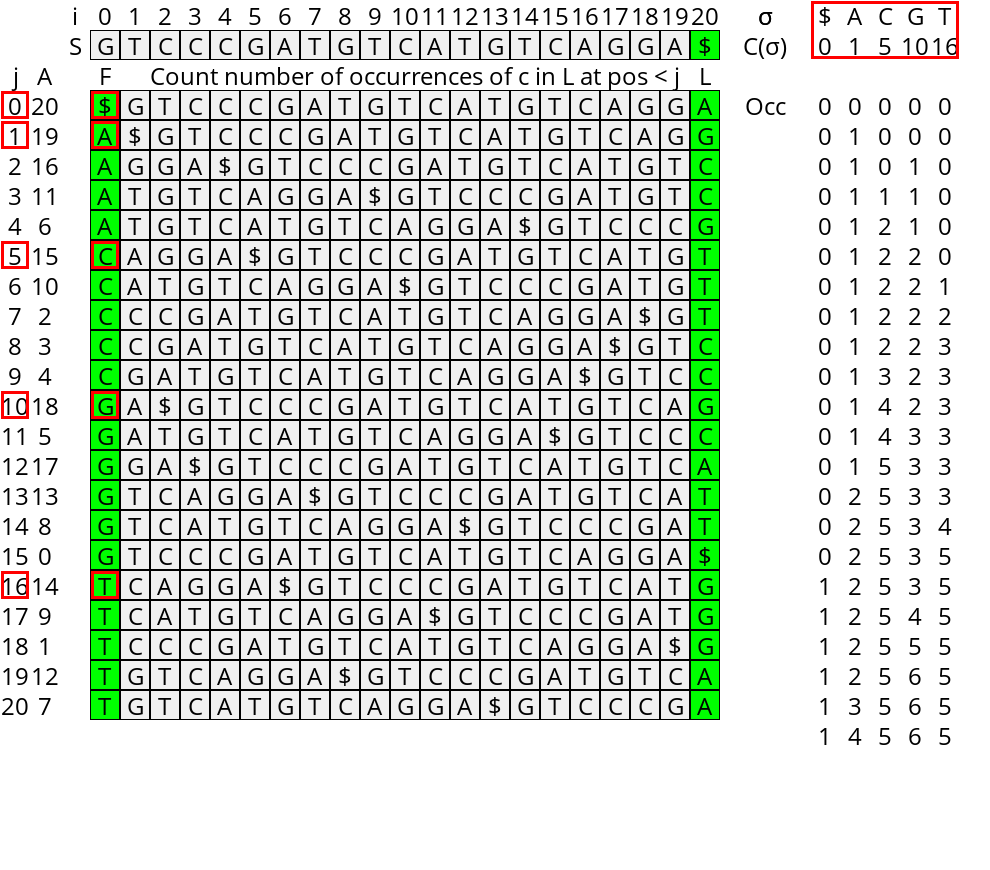 i 0 1 2 3 4 5 6 7 8 9 10 11 12 13 14 15 16 17 18 19 20 σ $ A C G T
S G T C C C G A T G T C A T G T C A G G A $ C(σ) 0 1 5 10 16
j A F Count number of occurrences of c in L at pos < j L
0 20 $ G T C C C G A T G T C A T G T C A G G A Occ 0 0 0 0 0
1 19 A $ G T C C C G A T G T C A T G T C A G G 0 1 0 0 0
2 16 A G G A $ G T C C C G A T G T C A T G T C 0 1 0 1 0
3 11 A T G T C A G G A $ G T C C C G A T G T C 0 1 1 1 0
4 6 A T G T C A T G T C A G G A $ G T C C C G 0 1 2 1 0
5 15 C A G G A $ G T C C C G A T G T C A T G T 0 1 2 2 0
6 10 C A T G T C A G G A $ G T C C C G A T G T 0 1 2 2 1
7 2 C C C G A T G T C A T G T C A G G A $ G T 0 1 2 2 2
8 3 C C G A T G T C A T G T C A G G A $ G T C 0 1 2 2 3
9 4 C G A T G T C A T G T C A G G A $ G T C C 0 1 3 2 3
10 18 G A $ G T C C C G A T G T C A T G T C A G 0 1 4 2 3
11 5 G A T G T C A T G T C A G G A $ G T C C C 0 1 4 3 3
12 17 G G A $ G T C C C G A T G T C A T G T C A 0 1 5 3 3
13 13 G T C A G G A $ G T C C C G A T G T C A T 0 2 5 3 3
14 8 G T C A T G T C A G G A $ G T C C C G A T 0 2 5 3 4
15 0 G T C C C G A T G T C A T G T C A G G A $ 0 2 5 3 5
16 14 T C A G G A $ G T C C C G A T G T C A T G 1 2 5 3 5
17 9 T C A T G T C A G G A $ G T C C C G A T G 1 2 5 4 5
18 1 T C C C G A T G T C A T G T C A G G A $ G 1 2 5 5 5
19 12 T G T C A G G A $ G T C C C G A T G T C A 1 2 5 6 5
20 7 T G T C A T G T C A G G A $ G T C C C G A 1 3 5 6 5
1 4 5 6 5